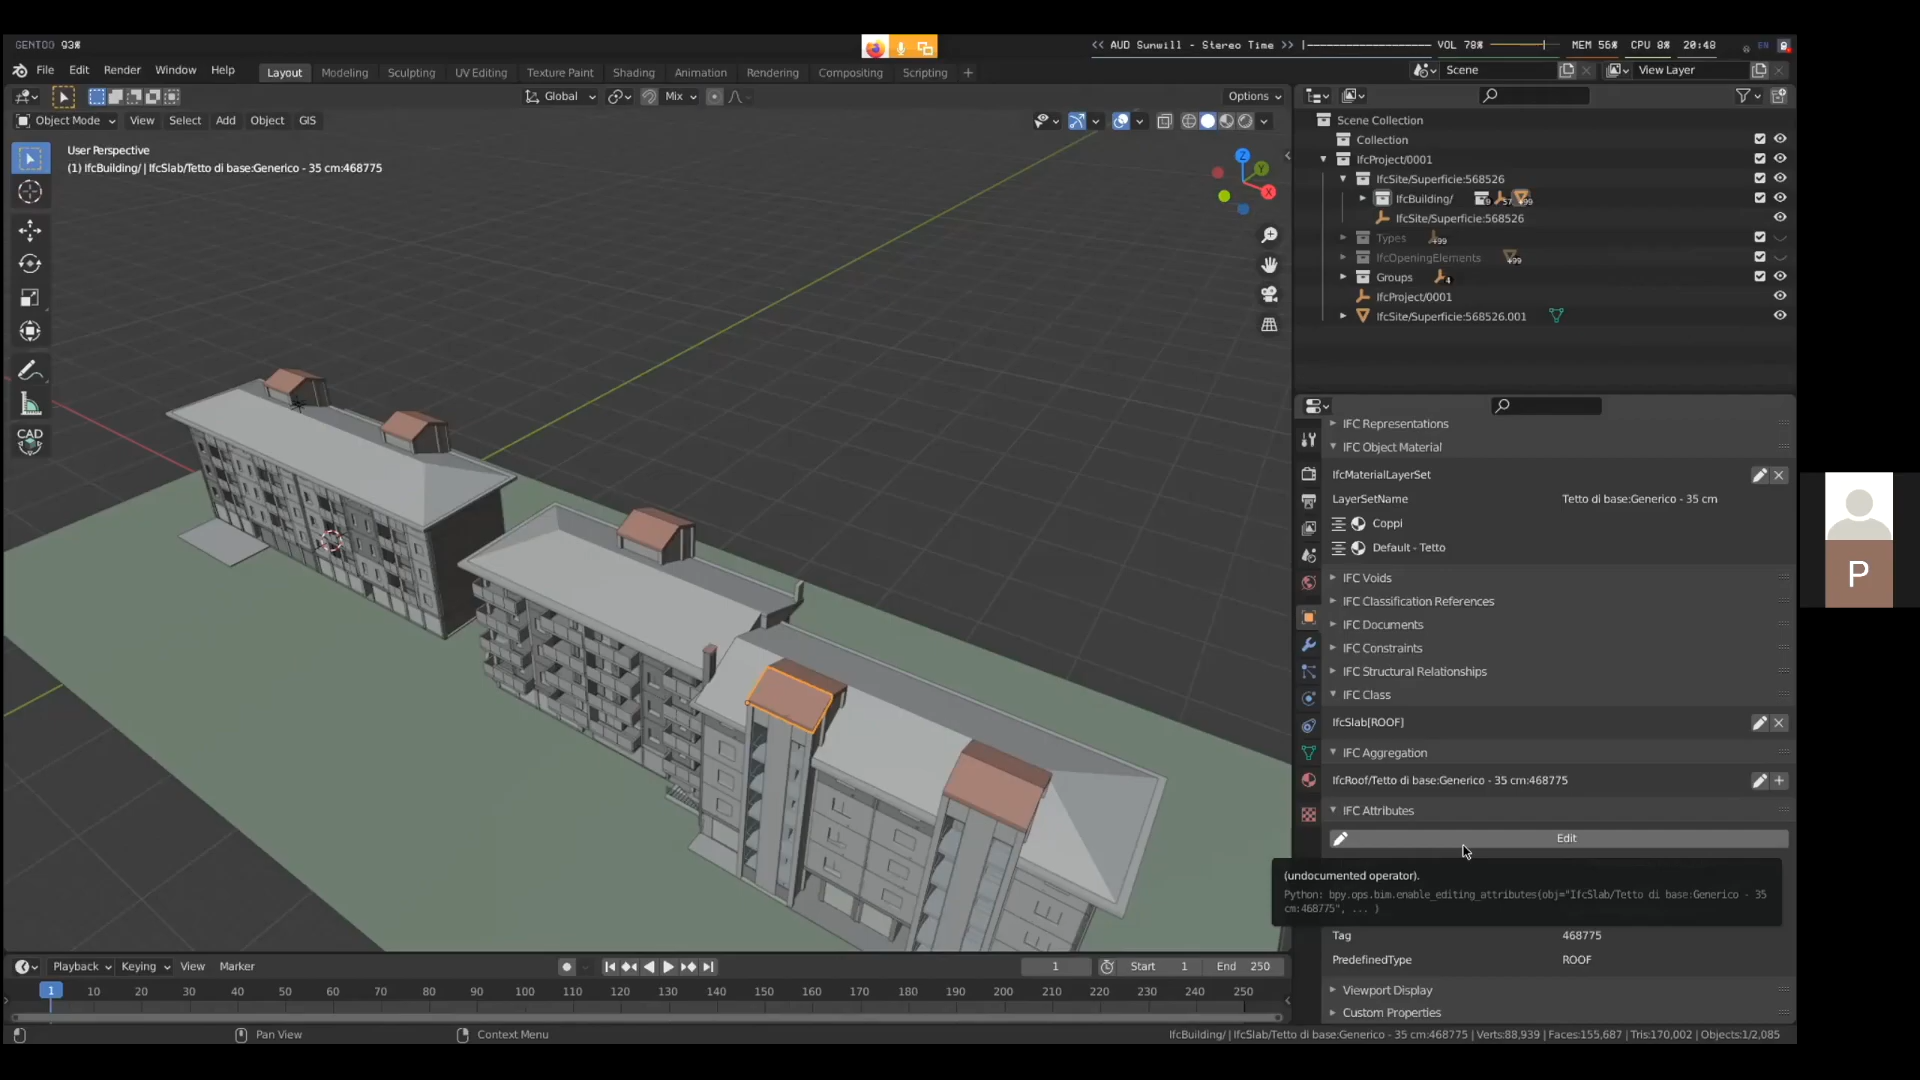 GENTOO 93%
<< AUD Sunwill - Stereo Time >> VOL 78% MEM 56% CPU 8% 20:48 EN
File Edit Render Window Help Layout Modeling Sculpting UV Editing Texture Paint Shading Animation Rendering Compositing Scripting + Scene View Layer
Global Mix Options
Object Mode View Select Add Object GIS
User Perspective
(1) IfcBuilding/ | IfcSlab/Tetto di base:Generico - 35 cm:468775
Z
Y
X
CAD
Scene Collection
Collection
IfcProject/0001
IfcSite/Superficie:568526
IfcBuilding/ 9 57 +99
IfcSite/Superficie:568526
Types +99
IfcOpeningElements +99
Groups 4
IfcProject/0001
IfcSite/Superficie:568526.001
IFC Representations
IFC Object Material
IfcMaterialLayerSet
LayerSetName Tetto di base:Generico - 35 cm
Coppi
Default - Tetto
IFC Voids
IFC Classification References
IFC Documents
IFC Constraints
IFC Structural Relationships
IFC Class
IfcSlab[ROOF]
IFC Aggregation
IfcRoof/Tetto di base:Generico - 35 cm:468775
IFC Attributes
Edit
(undocumented operator).
Python: bpy.ops.bim.enable_editing_attributes(obj="IfcSlab/Tetto di base:Generico - 35
cm:468775", ... )
Tag 468775
PredefinedType ROOF
Viewport Display
Custom Properties
P
Playback Keying View Marker 1 Start 1 End 250
1 10 20 30 40 50 60 70 80 90 100 110 120 130 140 150 160 170 180 190 200 210 220 230 240 250
Pan View Context Menu IfcBuilding/ | IfcSlab/Tetto di base:Generico - 35 cm:468775 | Verts:88,939 | Faces:155,687 | Tris:170,002 | Objects:1/2,085